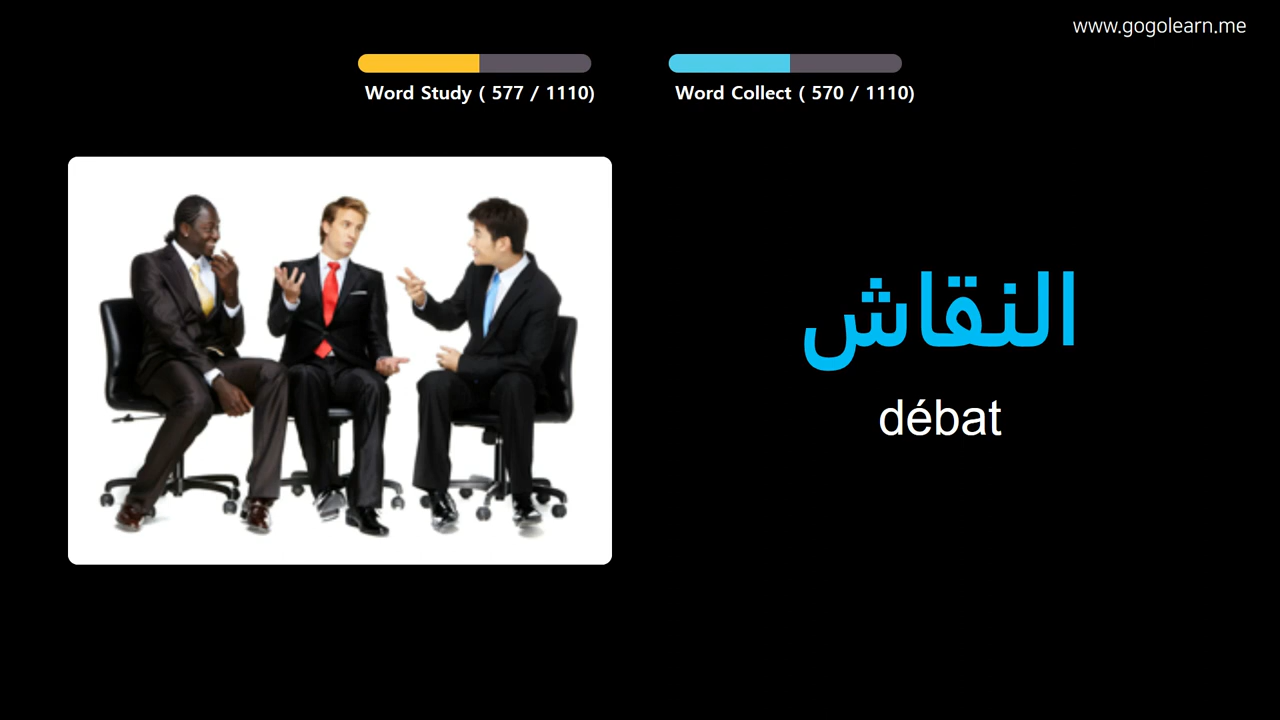 www.gogolearn.me
Word Study ( 577 / 1110)
Word Collect ( 570 / 1110)
النقاش
débat